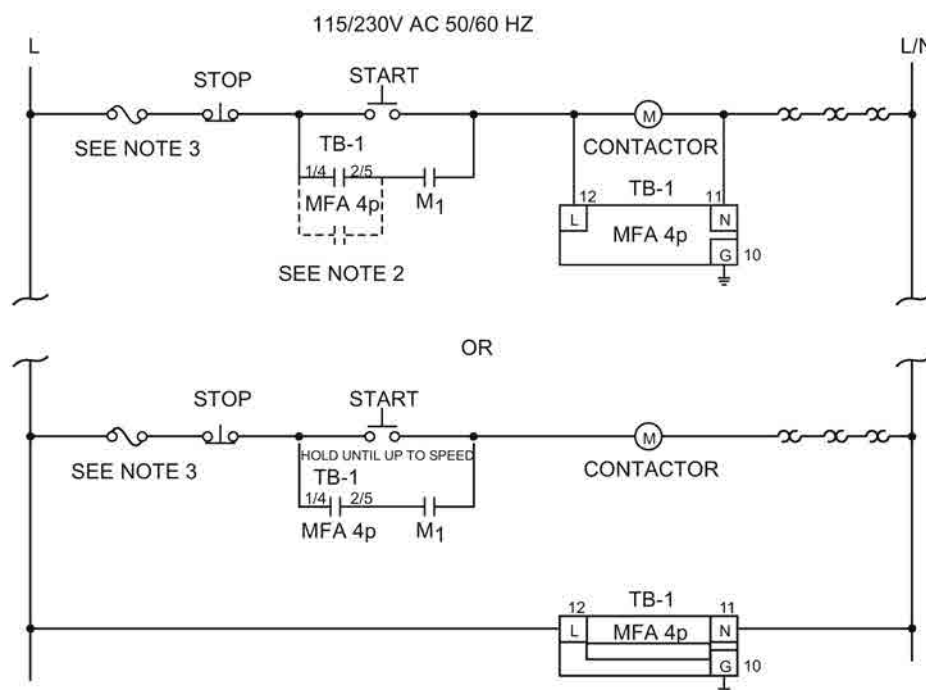 115/230V AC 50/60 HZ
L
L/N
STOP
START
SEE NOTE 3
TB-1
M
CONTACTOR
1/4
2/5
MFA 4p
M1
TB-1
12
11
L
N
MFA 4p
G
10
SEE NOTE 2
OR
STOP
START
SEE NOTE 3
HOLD UNTIL UP TO SPEED
M
CONTACTOR
TB-1
1/4
2/5
MFA 4p
M1
TB-1
12
11
L
MFA 4p
N
G
10